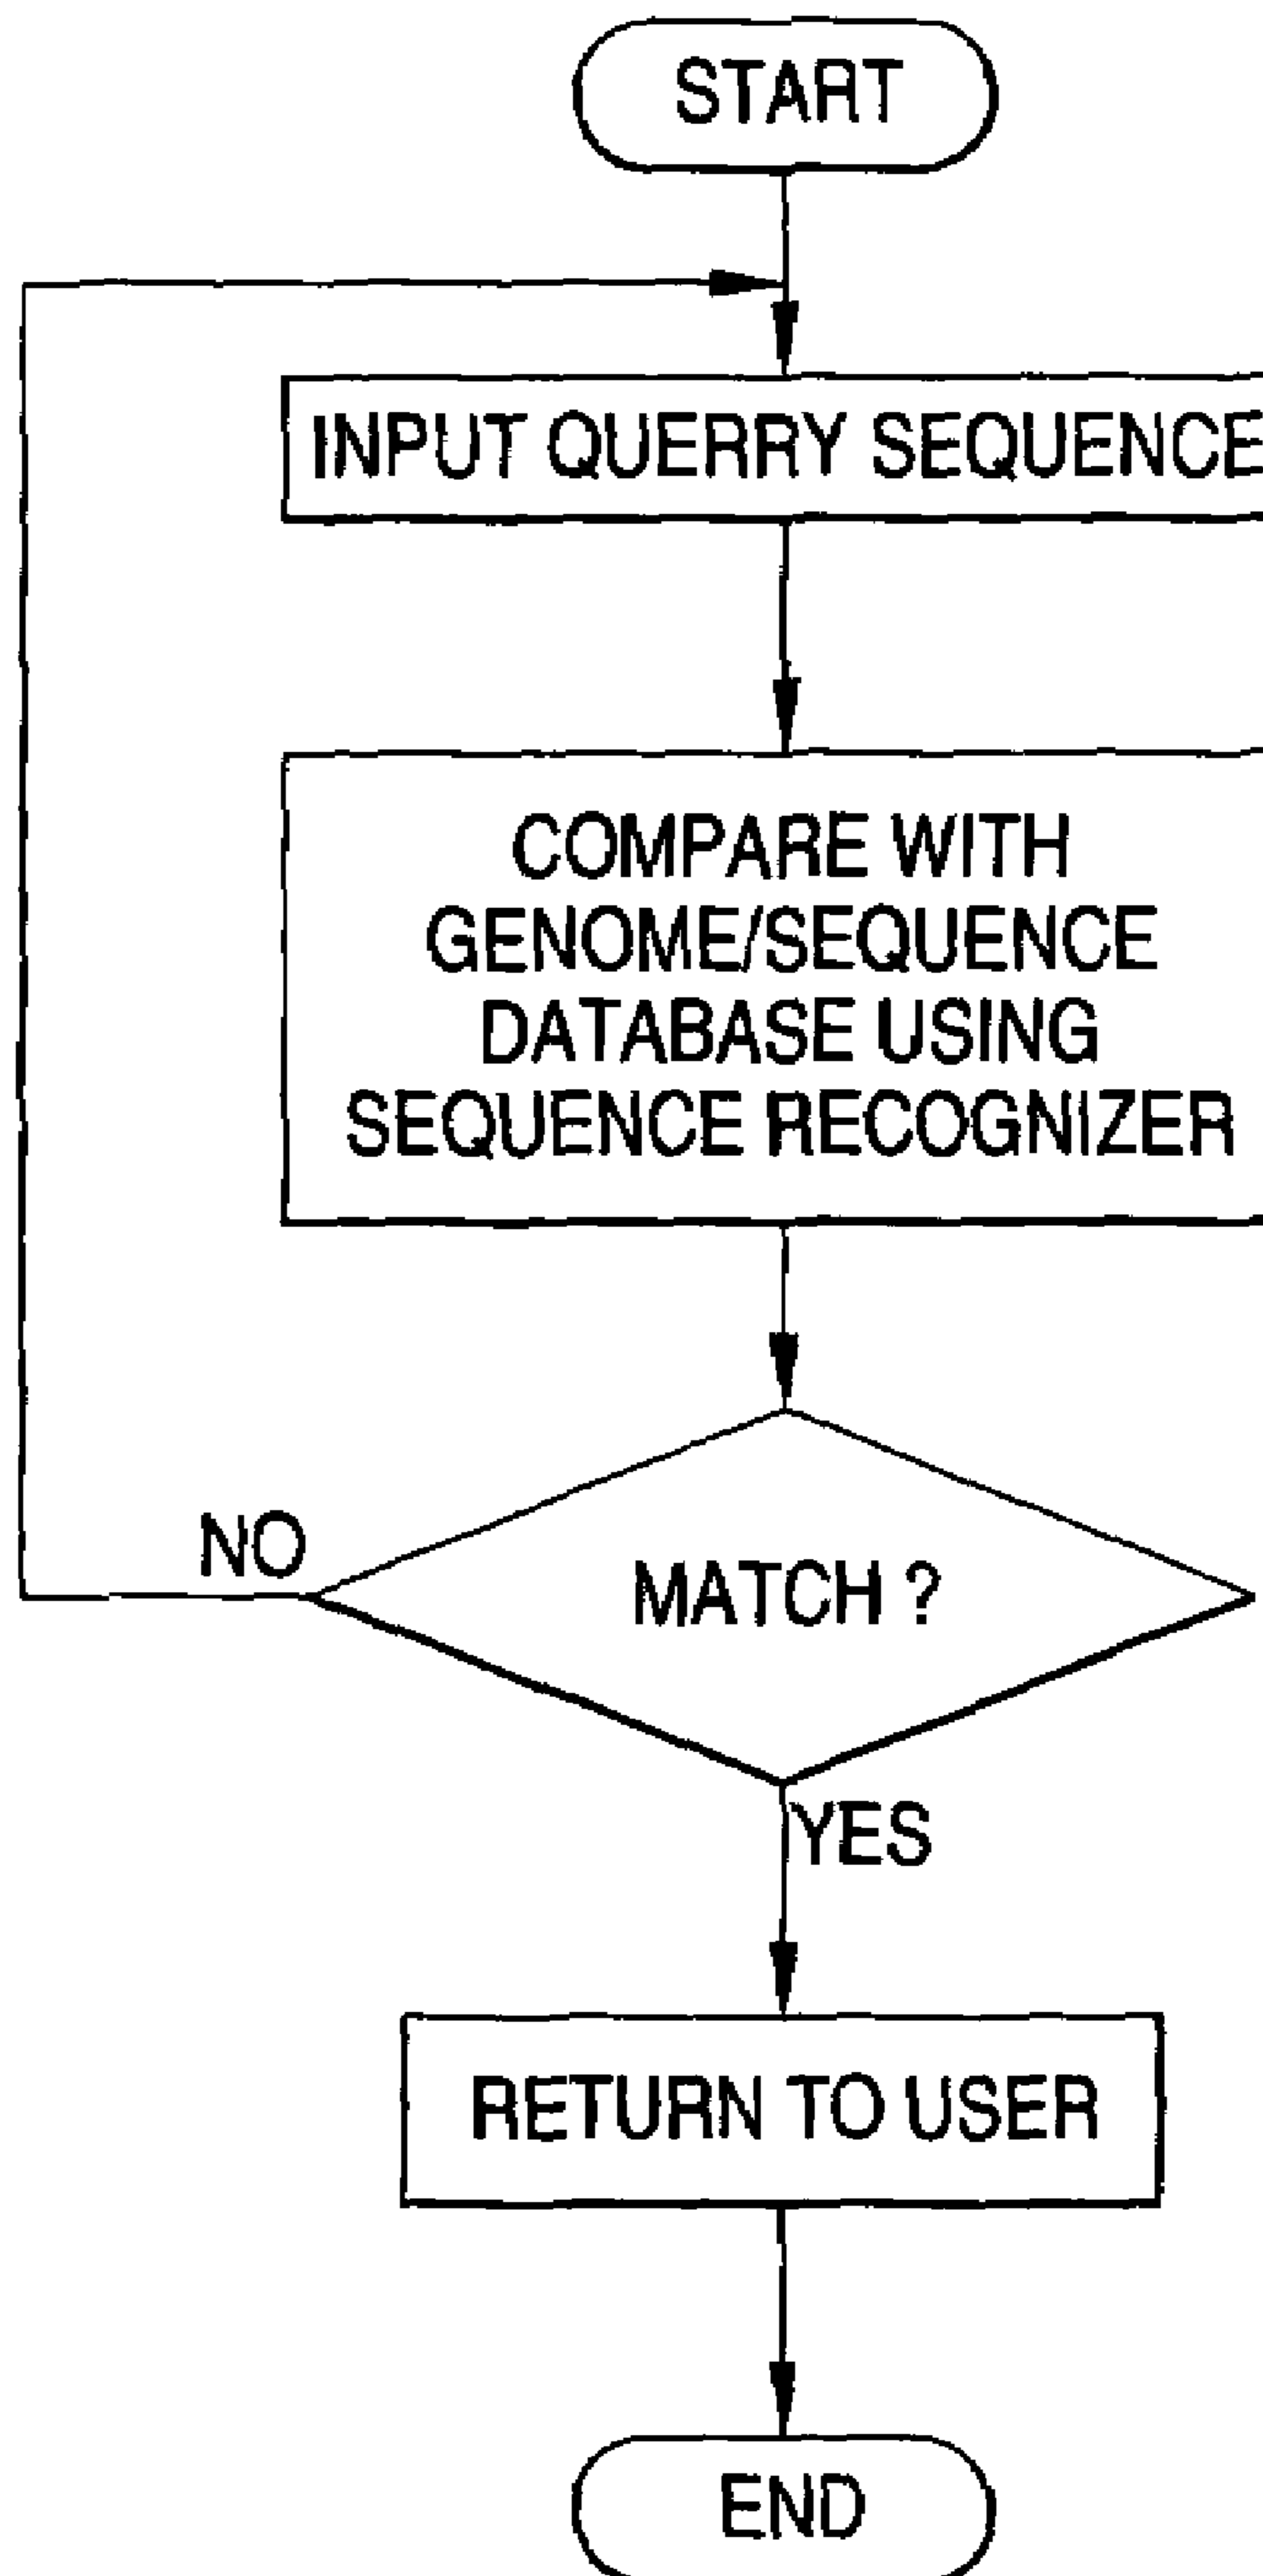 START
INPUT QUERRY SEQUENCE
COMPARE WITH
GENOME/SEQUENCE
DATABASE USING
SEQUENCE RECOGNIZER
MATCH ?
NO
YES
RETURN TO USER
END